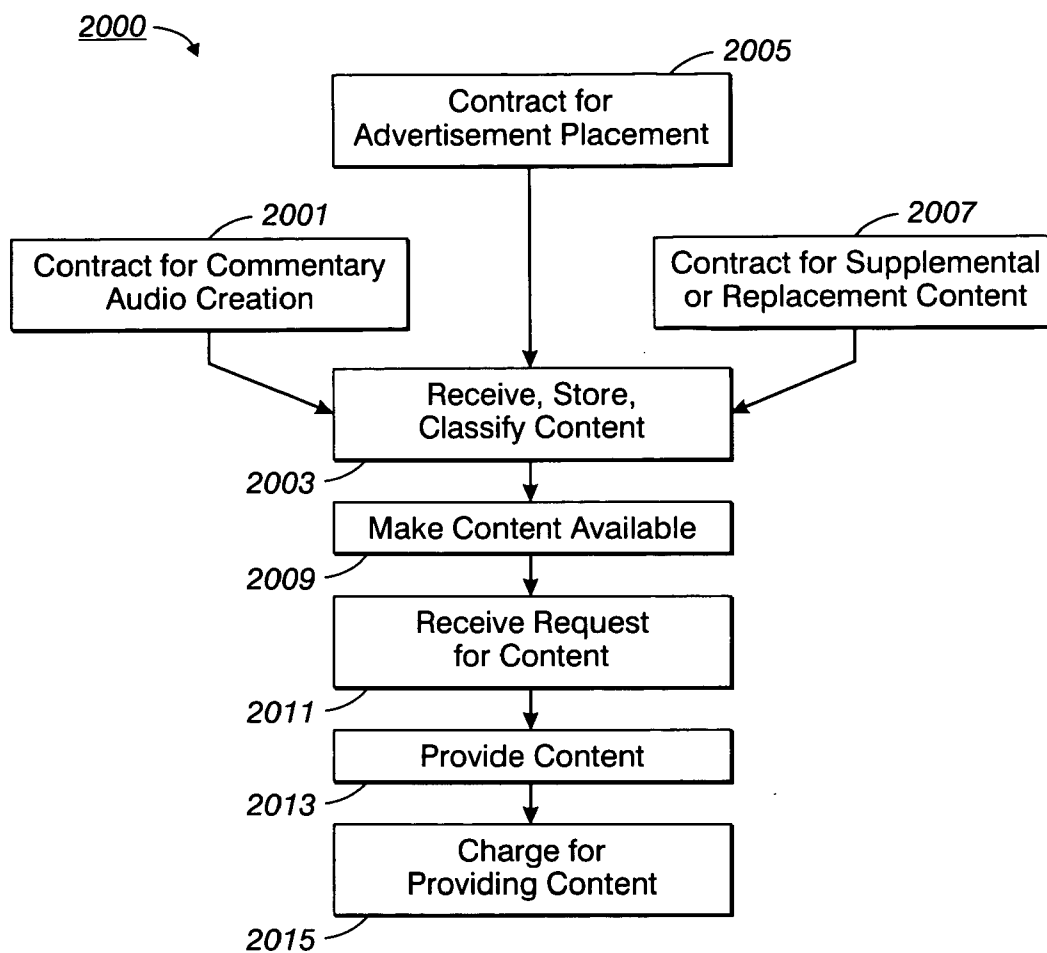 2000
2005
Contract for
Advertisement Placement
2001
Contract for Commentary
Audio Creation
2007
Contract for Supplemental
or Replacement Content
Receive, Store,
Classify Content
2003
Make Content Available
2009
Receive Request
for Content
2011
Provide Content
2013
Charge for
Providing Content
2015